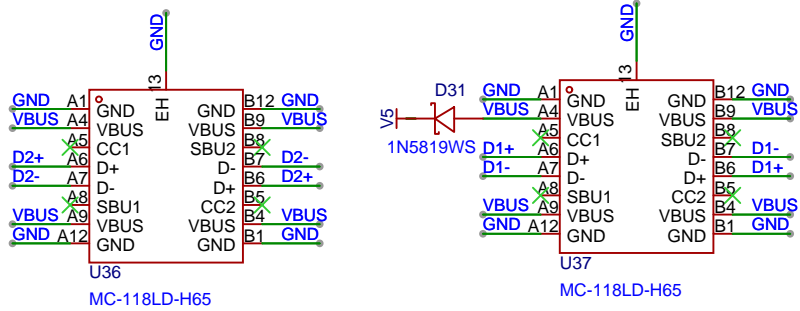 GND
13
EH
GND A1 GND GND B12 GND
VBUS A4 VBUS VBUS B9 VBUS
A5 CC1 SBU2 B8
D2+ A6 D+ D- B7 D2-
D2- A7 D- D+ B6 D2+
A8 SBU1 CC2 B5
VBUS A9 VBUS VBUS B4 VBUS
GND A12 GND GND B1 GND
U36
MC-118LD-H65
GND
13
EH
D31
V5
1N5819WS
GND A1 GND GND B12 GND
A4 VBUS VBUS B9 VBUS
A5 CC1 SBU2 B8
D1+ A6 D+ D- B7 D1-
D1- A7 D- D+ B6 D1+
A8 SBU1 CC2 B5
VBUS A9 VBUS VBUS B4 VBUS
GND A12 GND GND B1 GND
U37
MC-118LD-H65